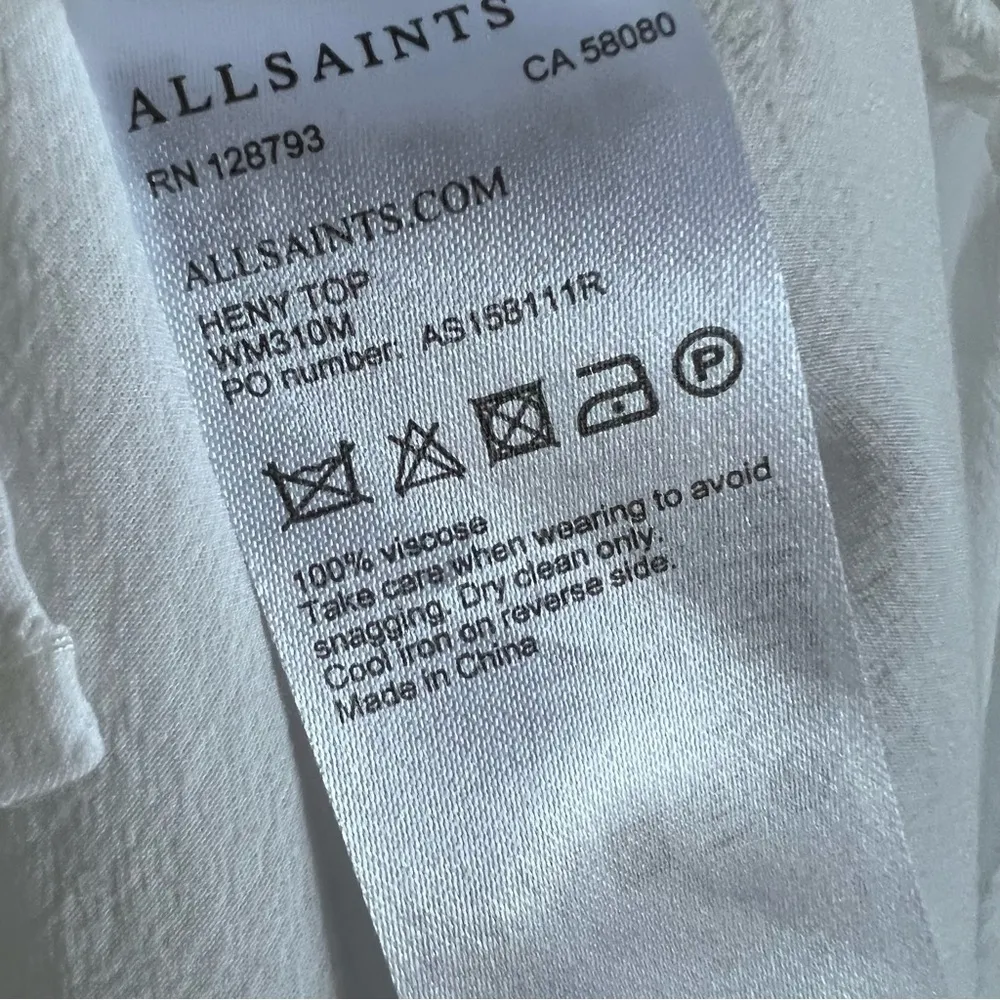 ALLSAINTS
RN 128793 CA 58080
ALLSAINTS.COM
HENY TOP
WM310M
PO number: AS158111R
P
100% viscose
Take care when wearing to avoid
snagging. Dry clean only.
Cool iron on reverse side.
Made in China